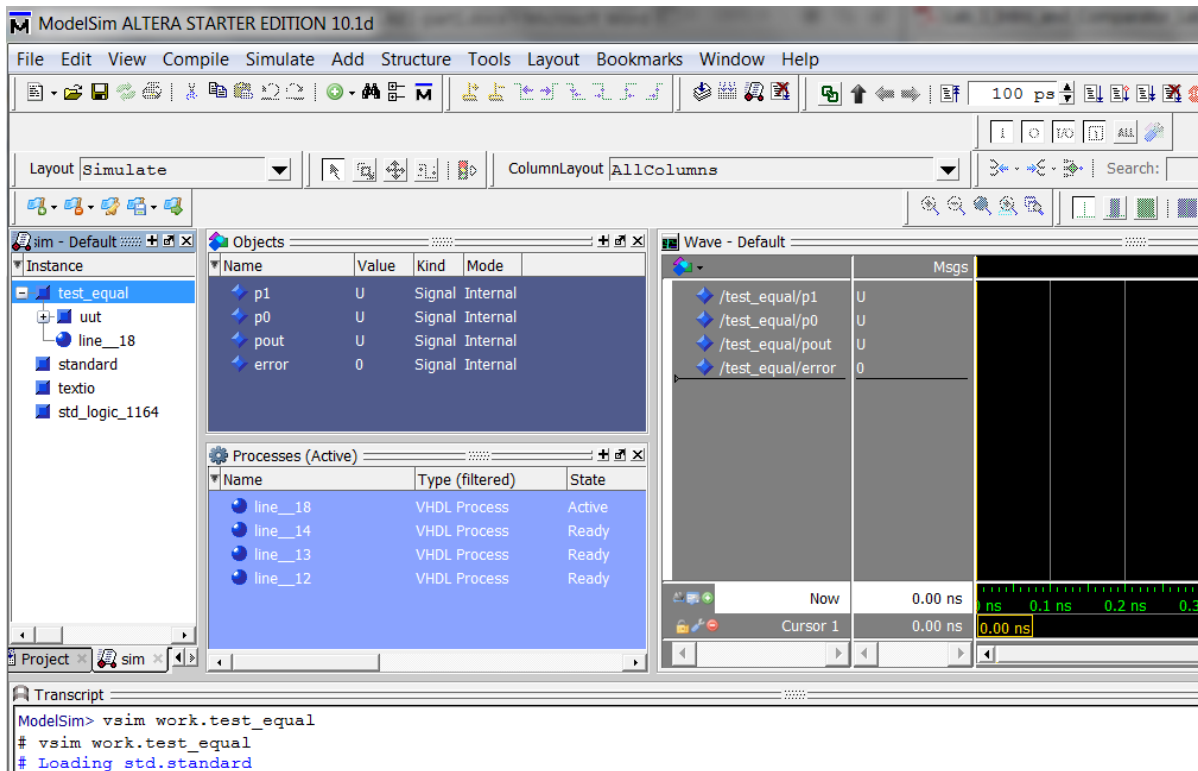 ModelSim ALTERA STARTER EDITION 10.1d
File Edit View Compile Simulate Add Structure Tools Layout Bookmarks Window Help
100 ps
I O I/O ALL
Layout Simulate
ColumnLayout AllColumns
Search:
sim - Default
Instance
test_equal
uut
line__18
standard
textio
std_logic_1164
Project
sim
Objects
Name Value Kind Mode
p1 U Signal Internal
p0 U Signal Internal
pout U Signal Internal
error 0 Signal Internal
Processes (Active)
Name Type (filtered) State
line__18 VHDL Process Active
line__14 VHDL Process Ready
line__13 VHDL Process Ready
line__12 VHDL Process Ready
Wave - Default
Msgs
/test_equal/p1 U
/test_equal/p0 U
/test_equal/pout U
/test_equal/error 0
Now 0.00 ns
ns 0.1 ns 0.2 ns 0.3
Cursor 1 0.00 ns 0.00 ns
Transcript
ModelSim> vsim work.test_equal
# vsim work.test_equal
# Loading std.standard